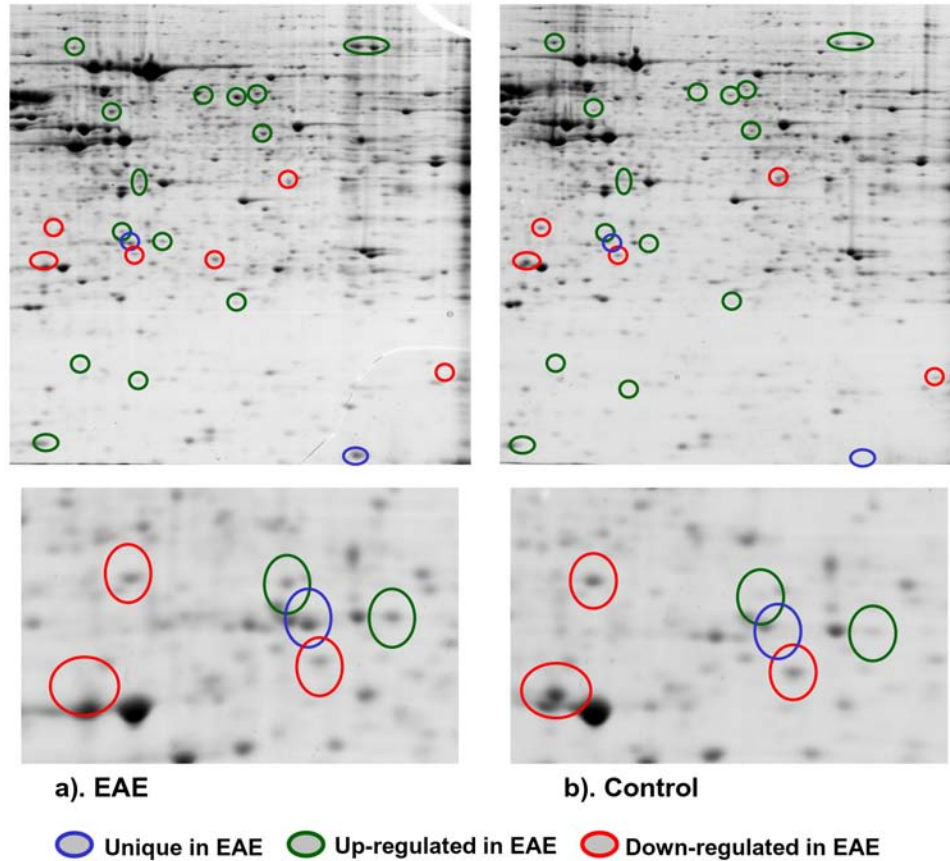 a). EAE
b). Control
Unique in EAE
Up-regulated in EAE
Down-regulated in EAE